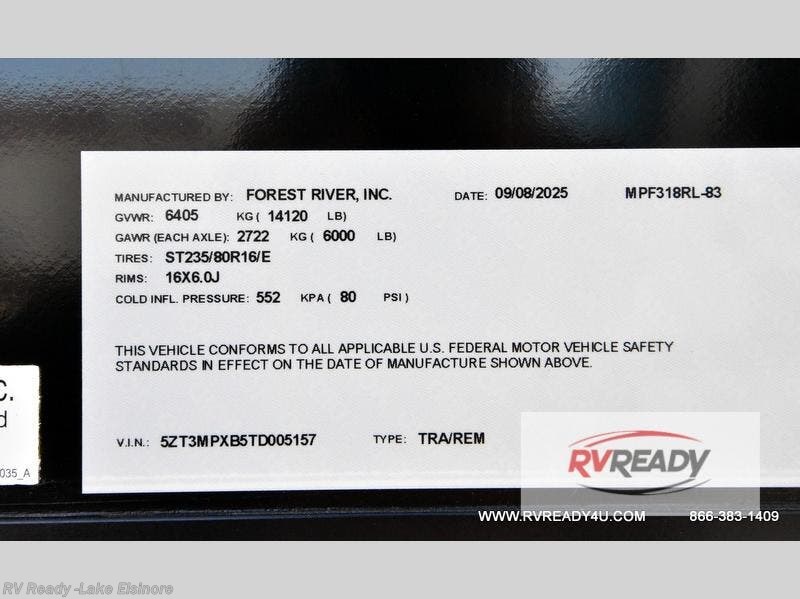 MANUFACTURED BY: FOREST RIVER, INC. DATE: 09/08/2025 MPF318RL-83
GVWR: 6405 KG ( 14120 LB)
GAWR (EACH AXLE): 2722 KG ( 6000 LB)
TIRES: ST235/80R16/E
RIMS: 16X6.0J
COLD INFL. PRESSURE: 552 KPA ( 80 PSI )
THIS VEHICLE CONFORMS TO ALL APPLICABLE U.S. FEDERAL MOTOR VEHICLE SAFETY
STANDARDS IN EFFECT ON THE DATE OF MANUFACTURE SHOWN ABOVE.
C.
d
035_A
V.I.N.: 5ZT3MPXB5TD005157 TYPE: TRA/REM
RVREADY
WWW.RVREADY4U.COM 866-383-1409
RV Ready -Lake Elsinore